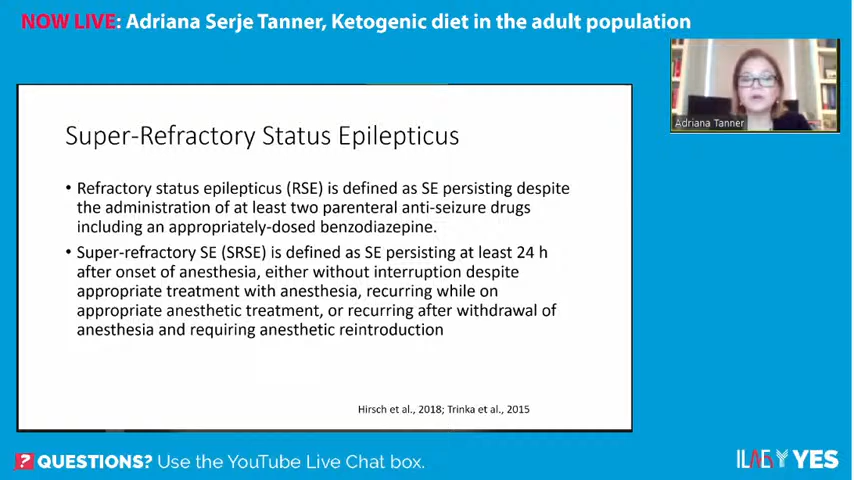 NOW LIVE: Adriana Serje Tanner, Ketogenic diet in the adult population
Adriana Tanner
Super-Refractory Status Epilepticus
• Refractory status epilepticus (RSE) is defined as SE persisting despite
the administration of at least two parenteral anti-seizure drugs
including an appropriately-dosed benzodiazepine.
• Super-refractory SE (SRSE) is defined as SE persisting at least 24 h
after onset of anesthesia, either without interruption despite
appropriate treatment with anesthesia, recurring while on
appropriate anesthetic treatment, or recurring after withdrawal of
anesthesia and requiring anesthetic reintroduction
Hirsch et al., 2018; Trinka et al., 2015
? QUESTIONS? Use the YouTube Live Chat box.
ILAE YES